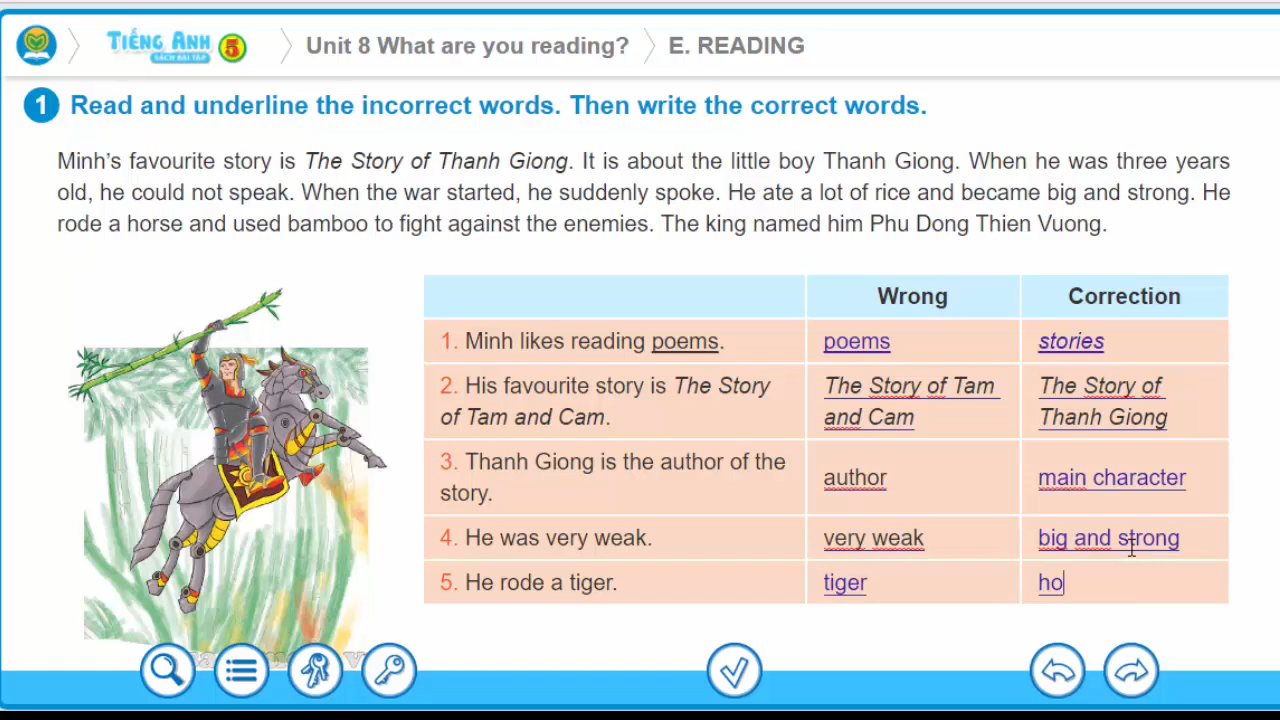 TIẾNG ANH 5
SÁCH BÀI TẬP
Unit 8 What are you reading?
E. READING
1 Read and underline the incorrect words. Then write the correct words.
Minh's favourite story is The Story of Thanh Giong. It is about the little boy Thanh Giong. When he was three years
old, he could not speak. When the war started, he suddenly spoke. He ate a lot of rice and became big and strong. He
rode a horse and used bamboo to fight against the enemies. The king named him Phu Dong Thien Vuong.
Wrong Correction
1. Minh likes reading poems. poems stories
2. His favourite story is The Story The Story of Tam The Story of
of Tam and Cam. and Cam Thanh Giong
3. Thanh Giong is the author of the
story. author main character
4. He was very weak. very weak big and strong
5. He rode a tiger. tiger ho